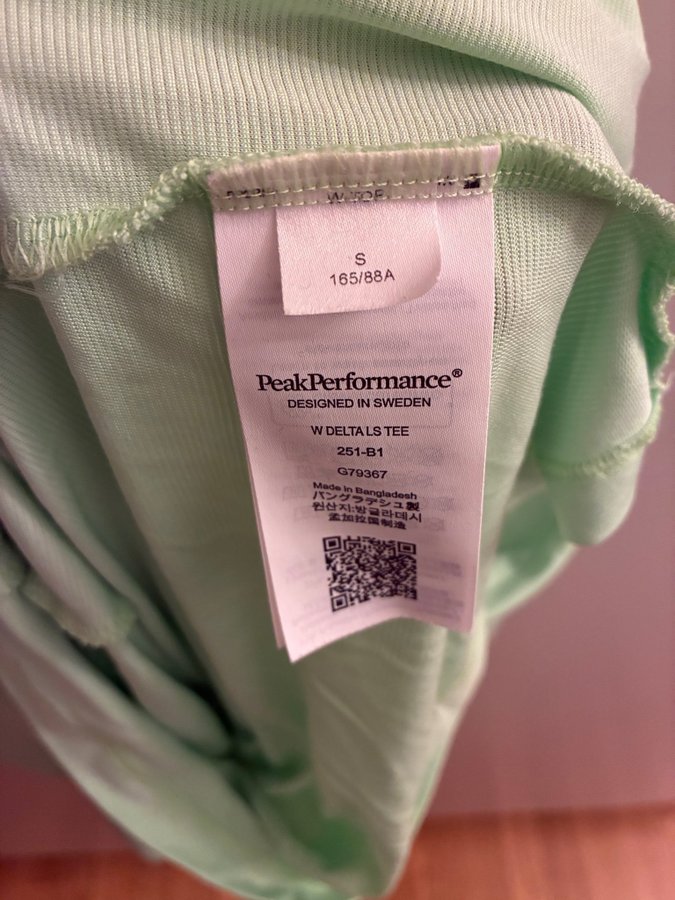 W TOP
S
165/88A
PeakPerformance®
DESIGNED IN SWEDEN
W DELTA LS TEE
251-B1
G79367
Made in Bangladesh
バングラデシュ製
원산지:방글라데시
孟加拉国制造